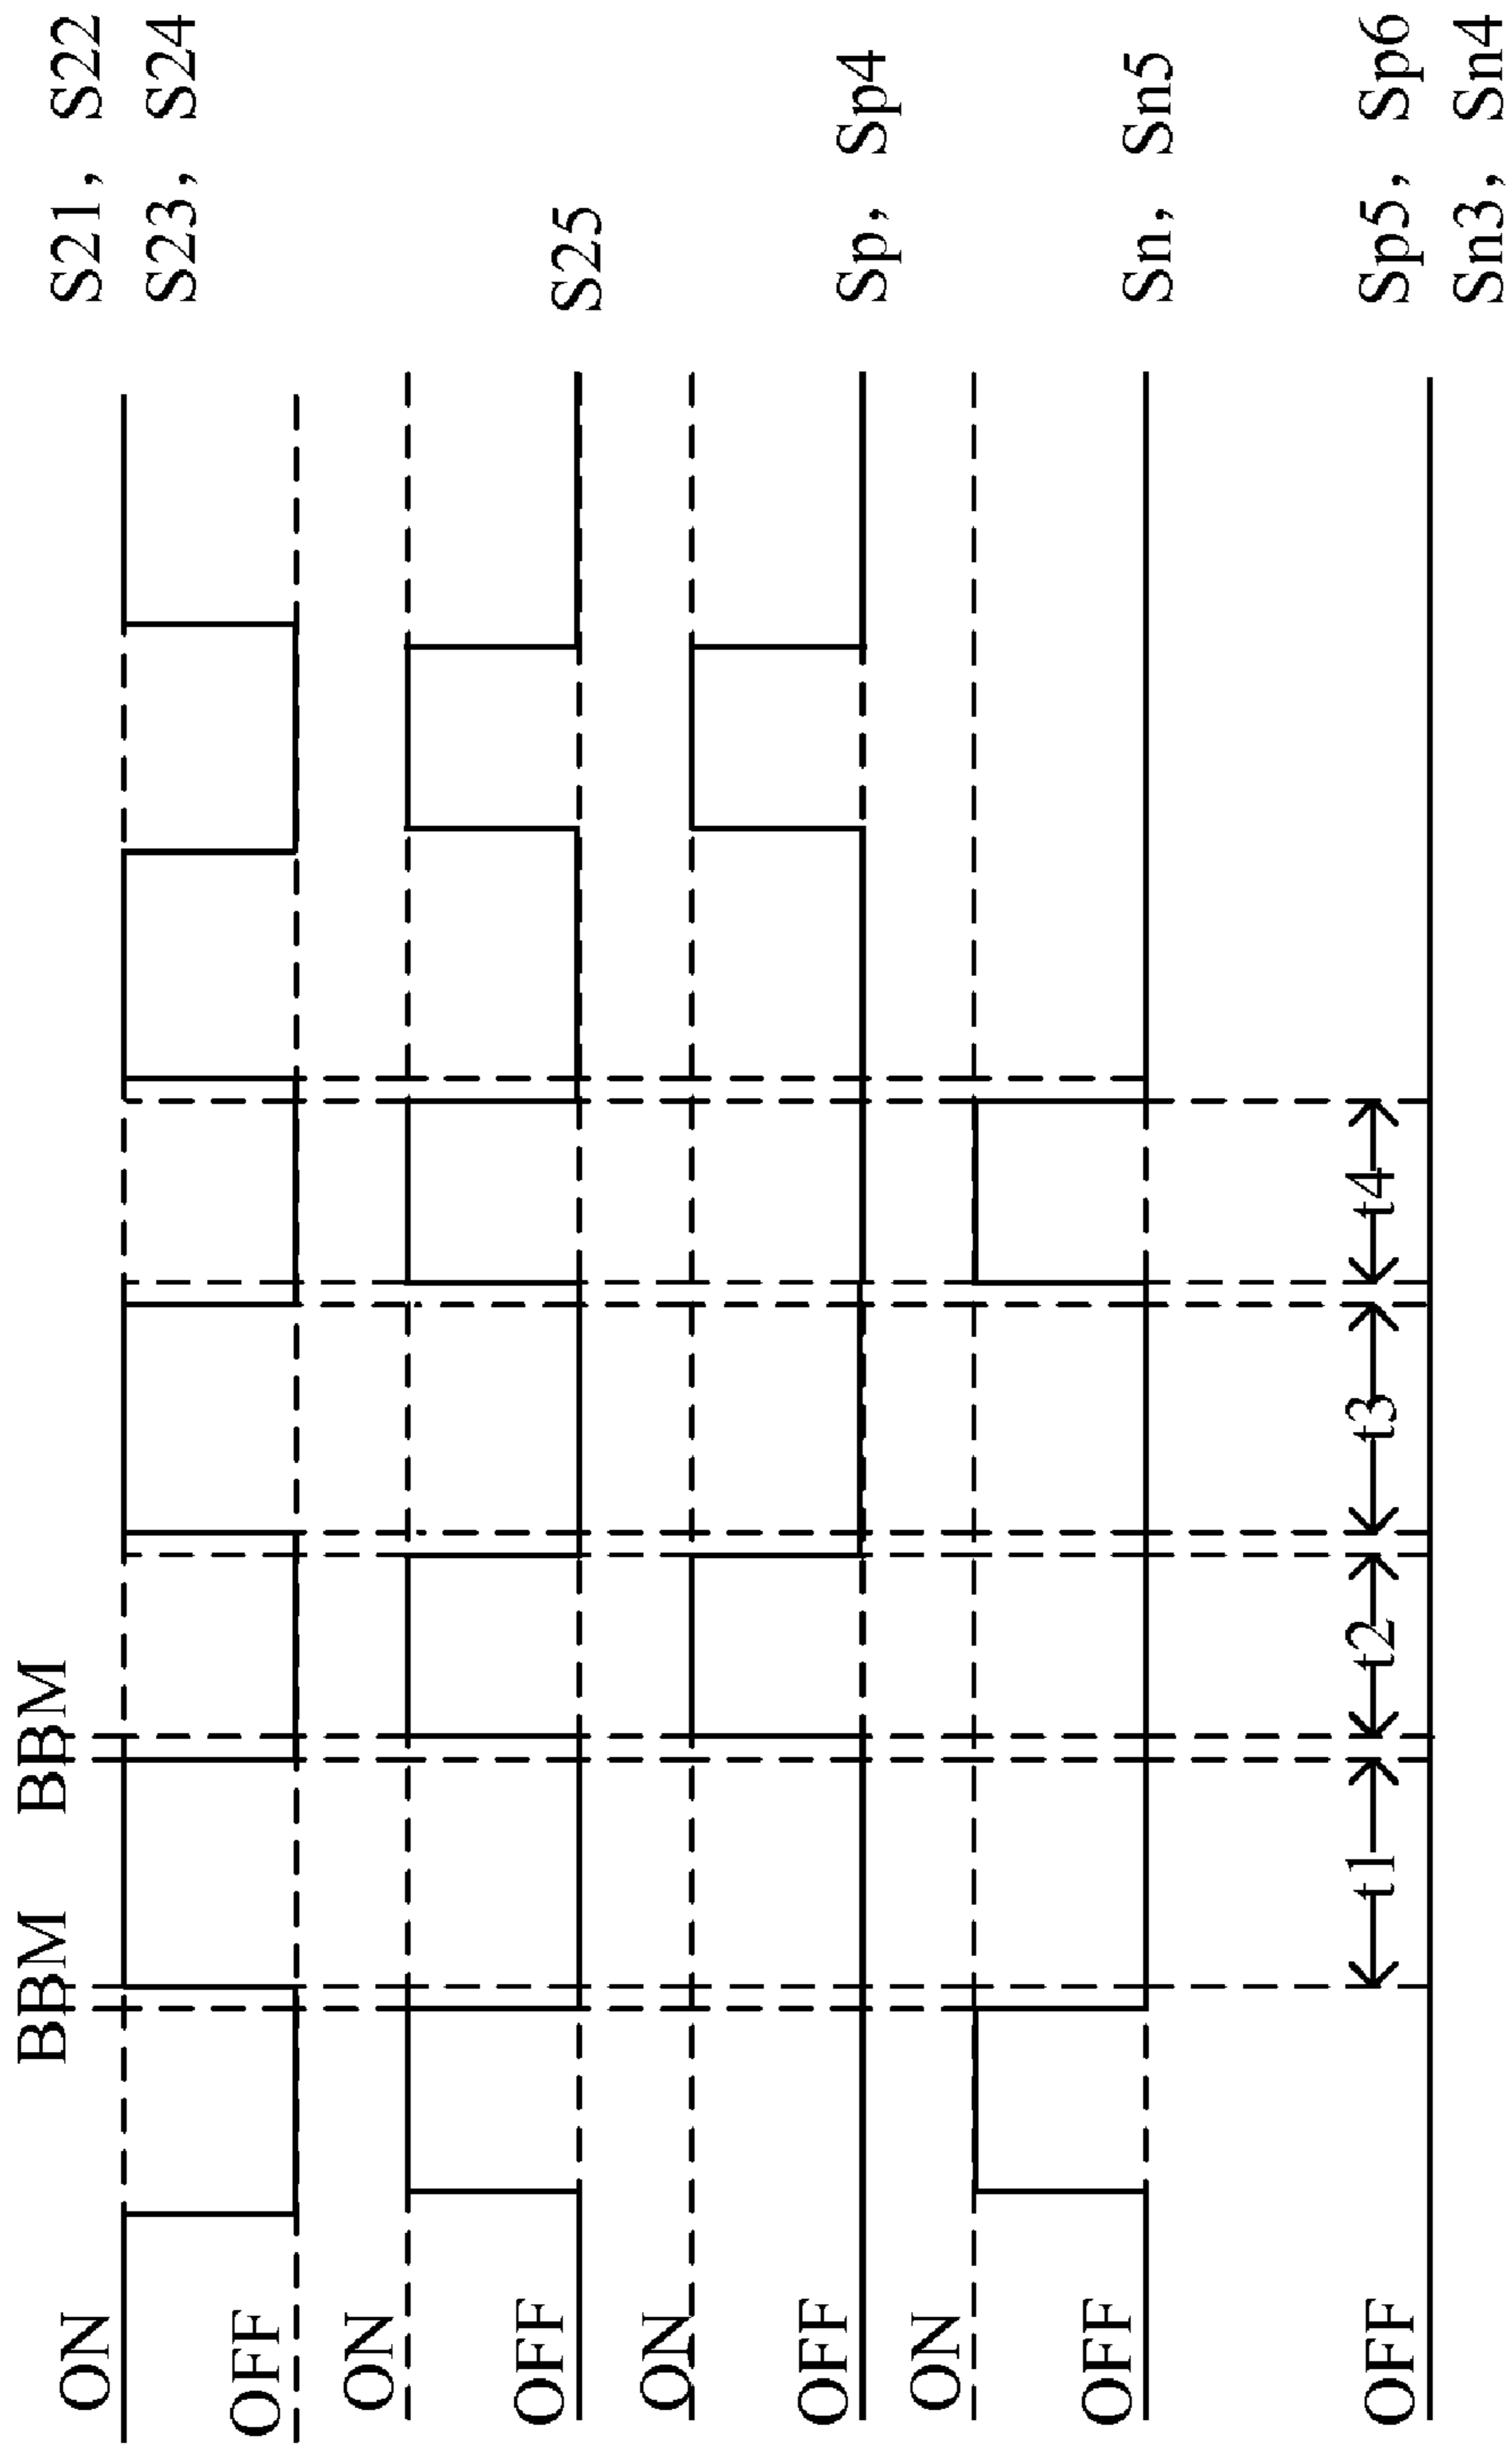 BBM BBM
ON
S21, S22
OFF
S23, S24
ON
OFF
S25
ON
OFF
Sp, Sp4
ON
OFF
Sn, Sn5
t1 t2 t3 t4
OFF
Sp5, Sp6
Sn3, Sn4